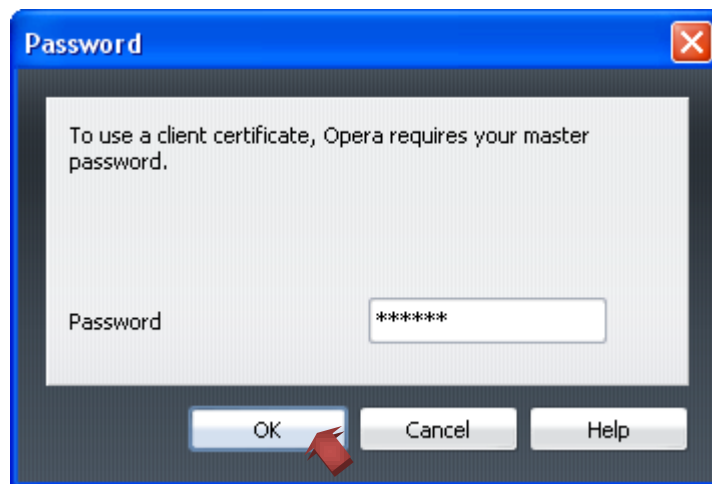 Password
To use a client certificate, Opera requires your master
password.
Password
******
OK
Cancel
Help